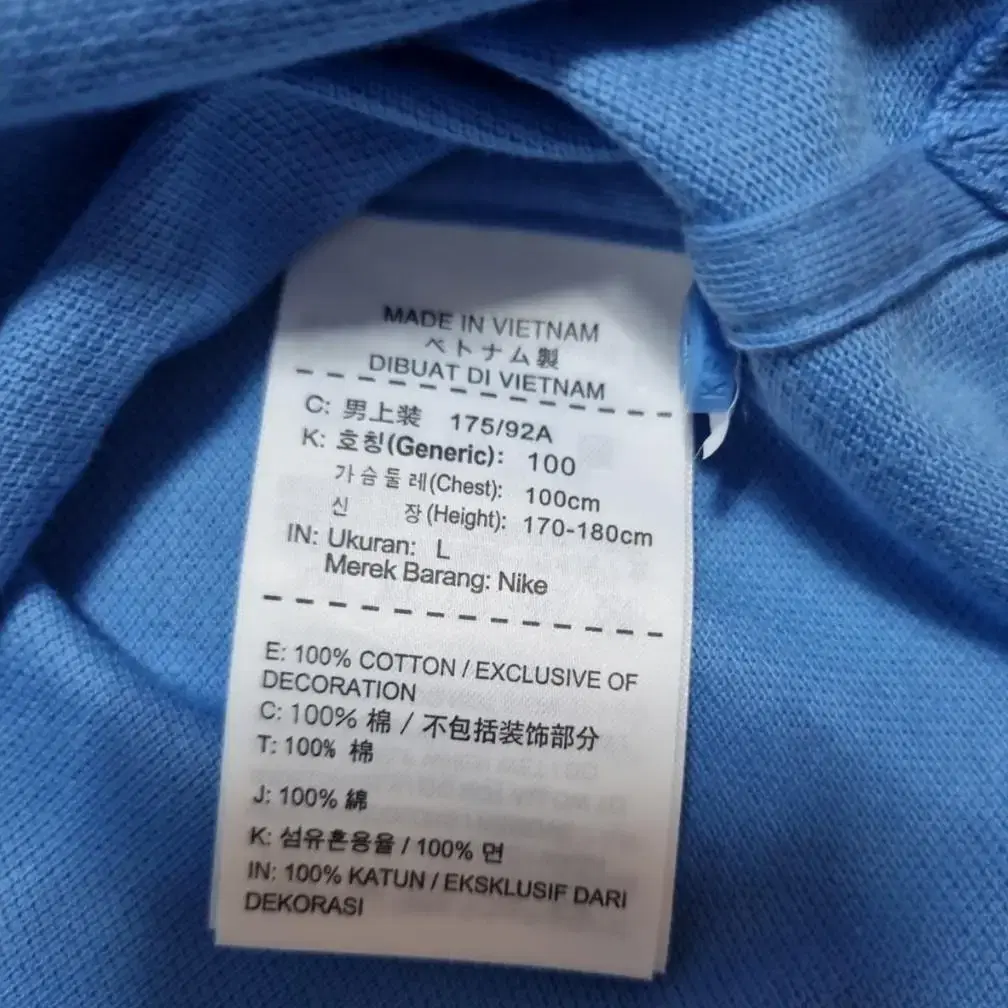 MADE IN VIETNAM
ベトナム製
DIBUAT DI VIETNAM
C: 男上装 175/92A
K: 호칭(Generic): 100
가슴둘레(Chest): 100cm
신 장(Height): 170-180cm
IN: Ukuran: L
Merek Barang: Nike
E: 100% COTTON / EXCLUSIVE OF
DECORATION
C: 100% 棉 / 不包括装饰部分
T: 100% 棉
J: 100% 綿
K: 섬유혼용율 / 100% 면
IN: 100% KATUN / EKSKLUSIF DARI
DEKORASI